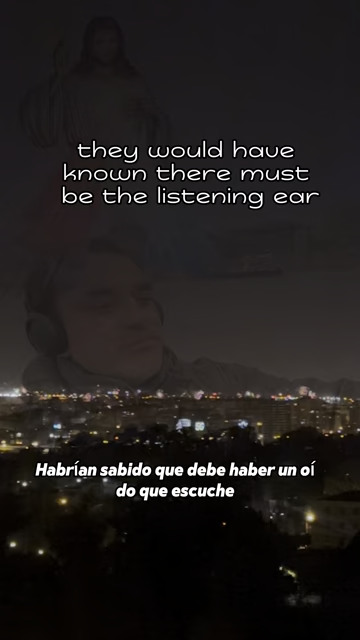 they would have
known there must
be the listening ear
Habrían sabido que debe haber un oí
do que escuche